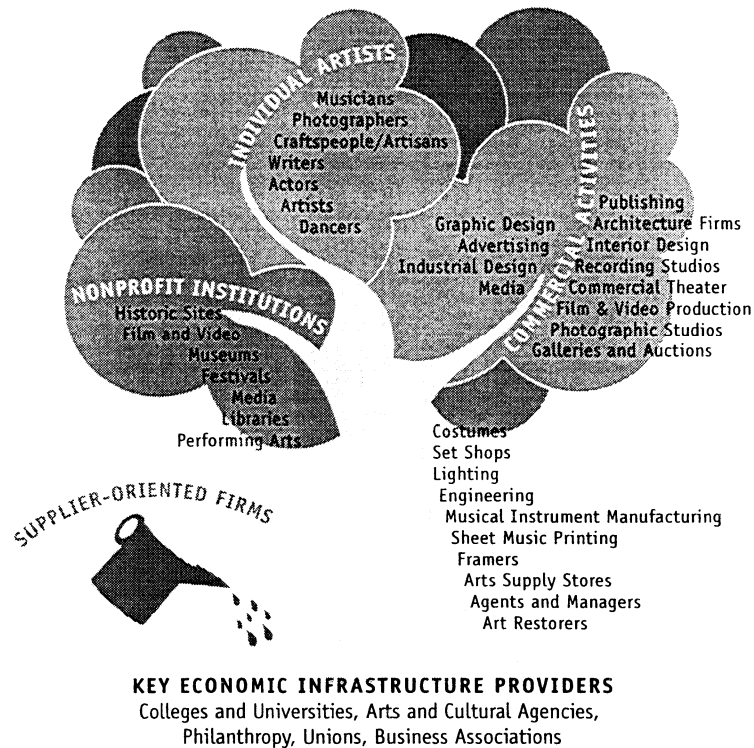 INDIVIDUAL ARTISTS
Musicians
Photographers
Craftspeople/Artisans
Writers
Actors
Artists
Dancers
COMMERCIAL ACTIVITIES
Graphic Design
Advertising
Industrial Design
Media
Publishing
Architecture Firms
Interior Design
Recording Studios
Commercial Theater
Film & Video Production
Photographic Studios
Galleries and Auctions
NONPROFIT INSTITUTIONS
Historic Sites
Film and Video
Museums
Festivals
Media
Libraries
Performing Arts
SUPPLIER-ORIENTED FIRMS
Costumes
Set Shops
Lighting
Engineering
Musical Instrument Manufacturing
Sheet Music Printing
Framers
Arts Supply Stores
Agents and Managers
Art Restorers
KEY ECONOMIC INFRASTRUCTURE PROVIDERS
Colleges and Universities, Arts and Cultural Agencies,
Philanthropy, Unions, Business Associations